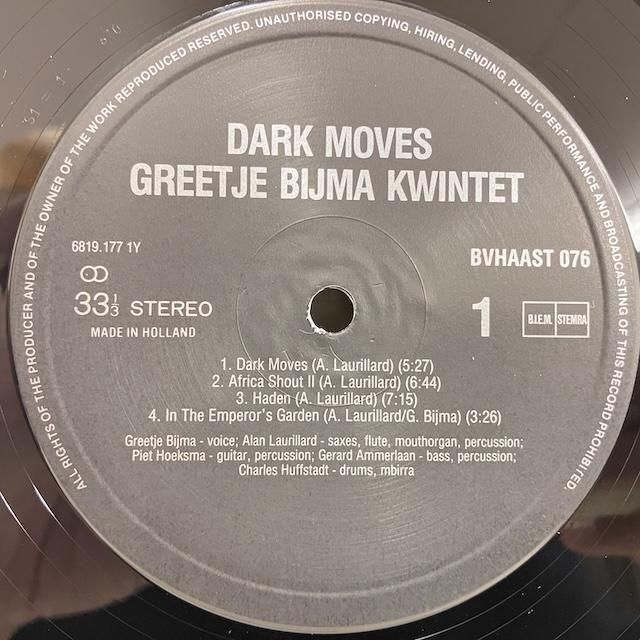 ALL RIGHTS OF THE PRODUCER AND OF THE OWNER OF THE WORK REPRODUCED RESERVED. UNAUTHORISED COPYING, HIRING, LENDING, PUBLIC PERFORMANCE AND BROADCASTING OF THIS RECORD PROHIBITED.
DARK MOVES
GREETJE BIJMA KWINTET
6819.177 1Y
BVHAAST 076
33⅓ STEREO
1
B.I.E.M. STEMRA
MADE IN HOLLAND
1. Dark Moves (A. Laurillard) (5:27)
2. Africa Shout II (A. Laurillard) (6:44)
3. Haden (A. Laurillard) (7:15)
4. In The Emperor's Garden (A. Laurillard/G. Bijma) (3:26)
Greetje Bijma - voice; Alan Laurillard - saxes, flute, mouthorgan, percussion;
Piet Hoeksma - guitar, percussion; Gerard Ammerlaan - bass, percussion;
Charles Huffstadt - drums, mbirra